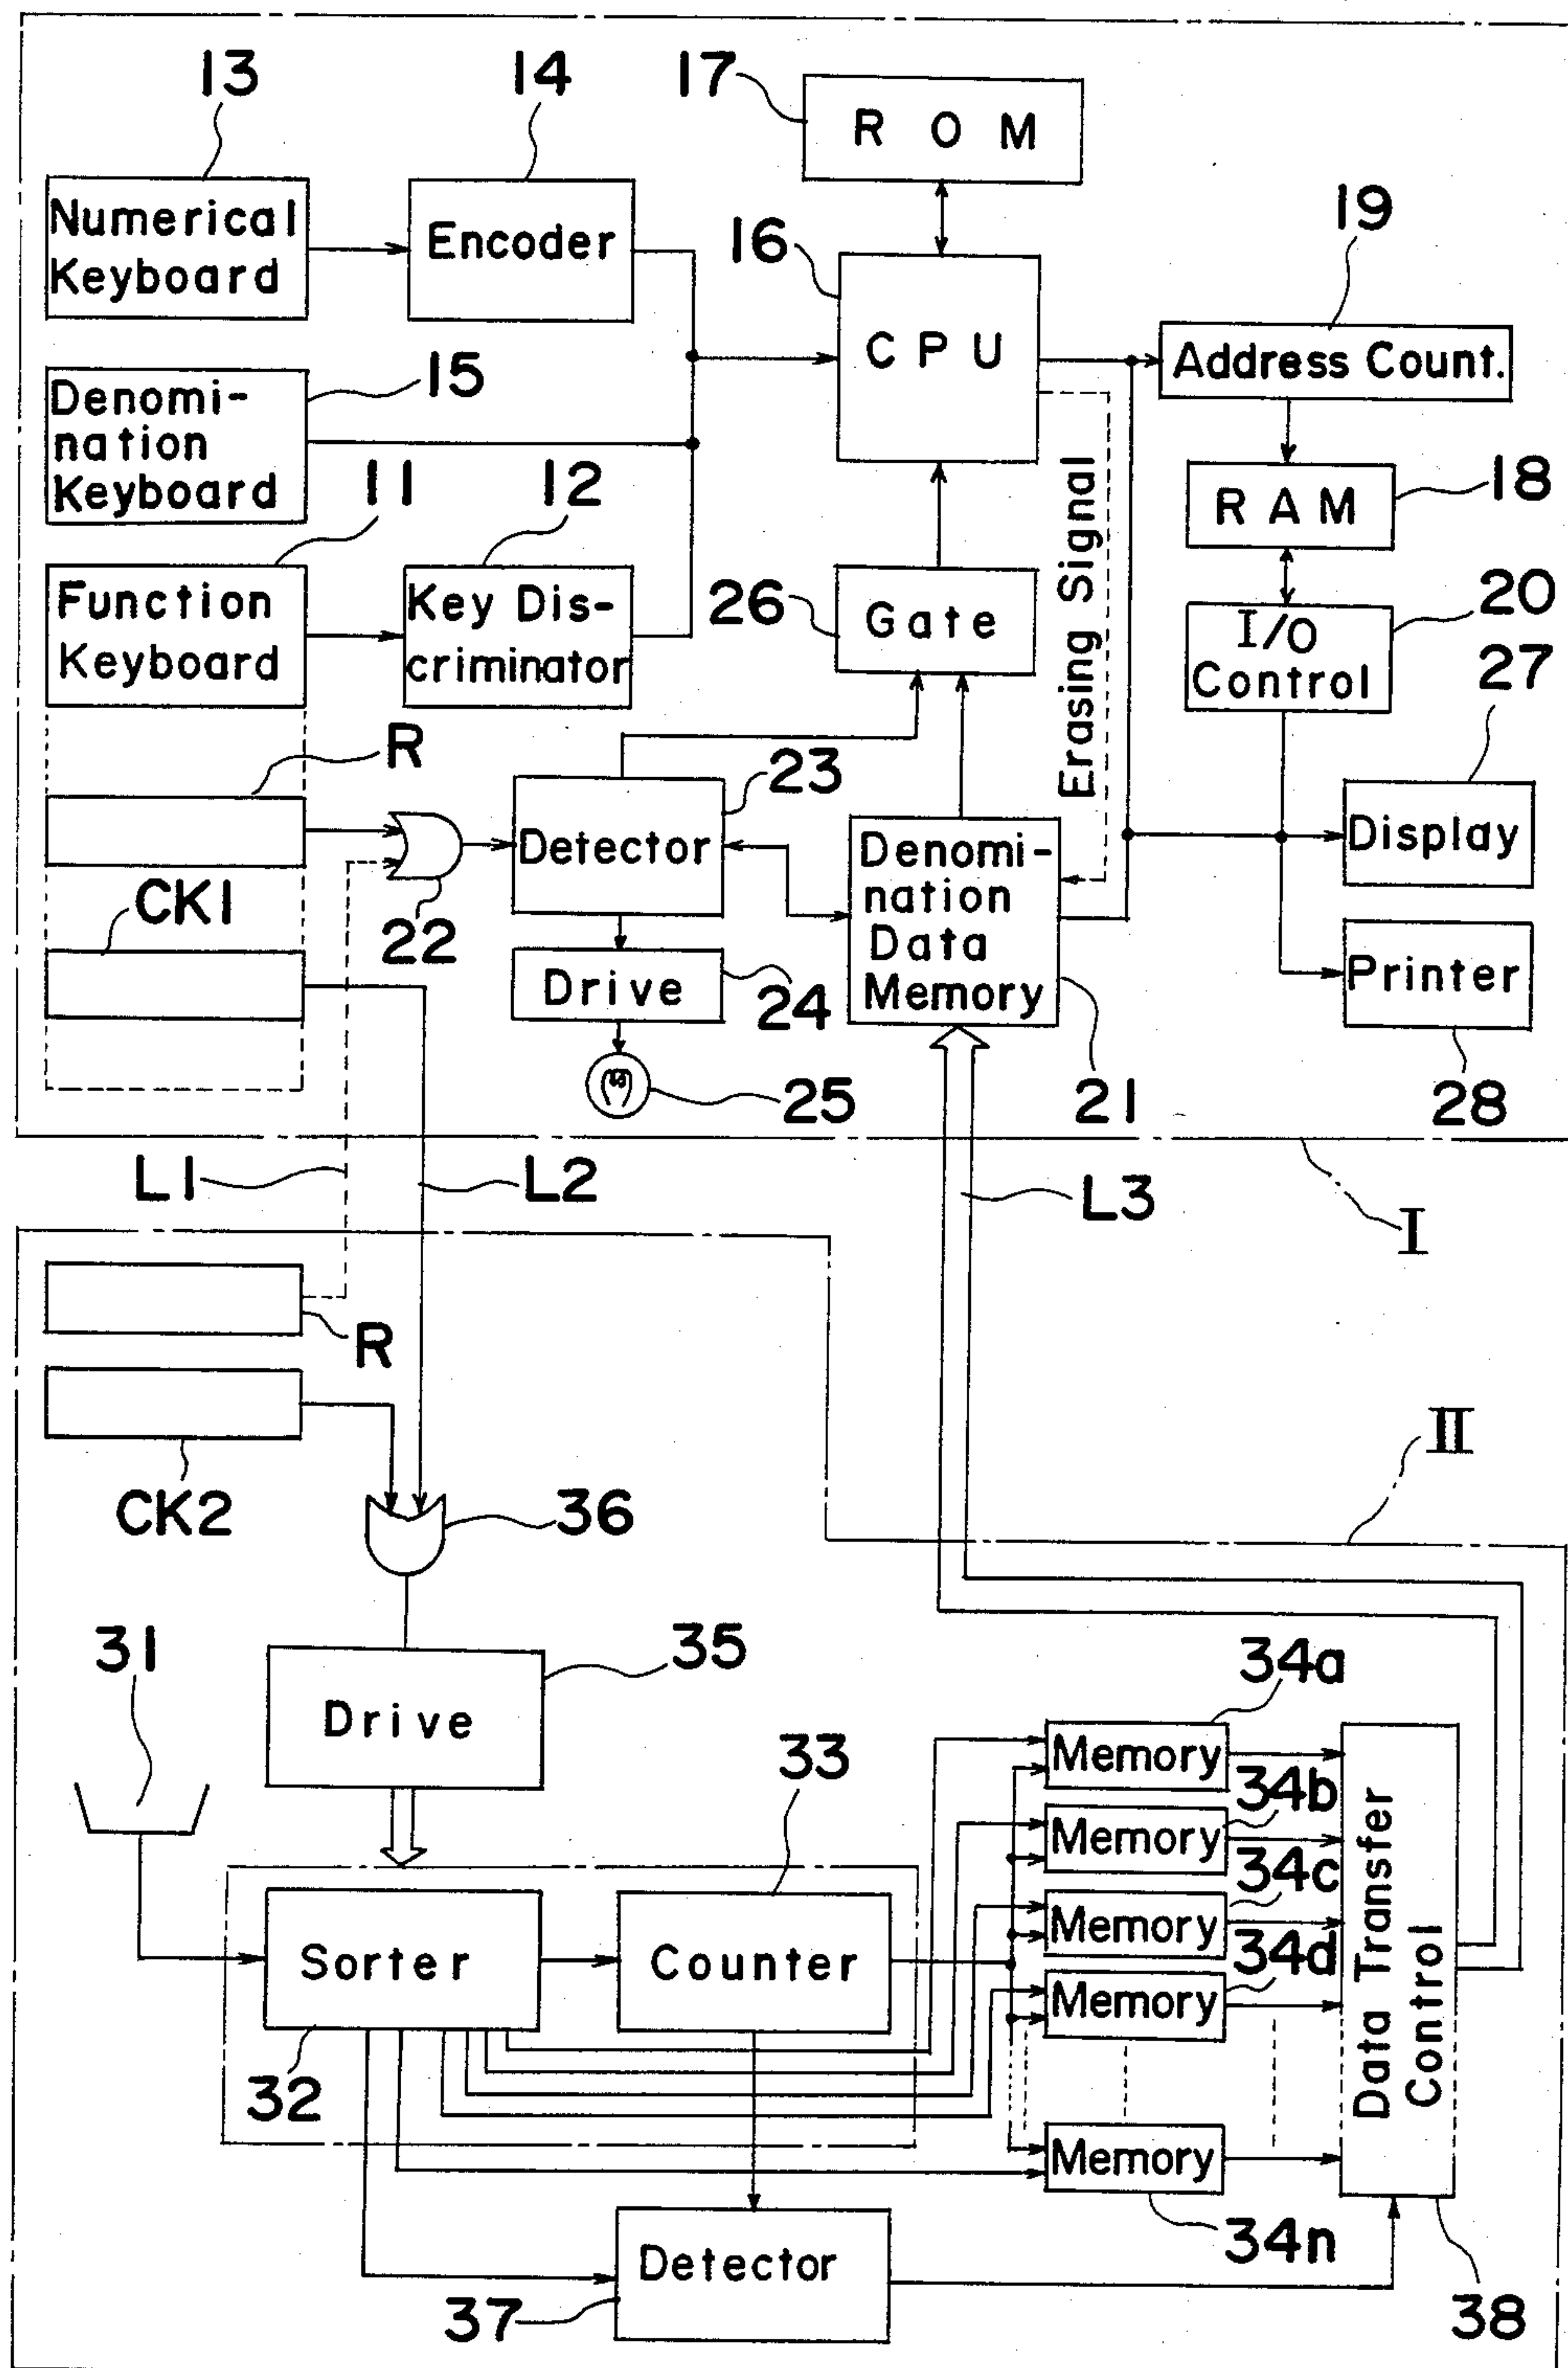 13
14
17
R O M
Numerical
Keyboard
Encoder
16
C P U
19
Address Count.
15
Denomi-
nation
Keyboard
11
12
18
R A M
Function
Keyboard
Key Dis-
criminator
26
Gate
Erasing Signal
20
I/O
Control
27
R
23
Detector
Denomi-
nation
Data
Memory
Display
CK1
22
Drive
24
Printer
25
21
28
L1
L2
L3
I
R
II
CK2
36
31
35
Drive
34a
33
Memory
34b
Memory
34c
Memory
34d
Memory
Sorter
Counter
Data Transfer
Control
32
Memory
34n
Detector
37
38